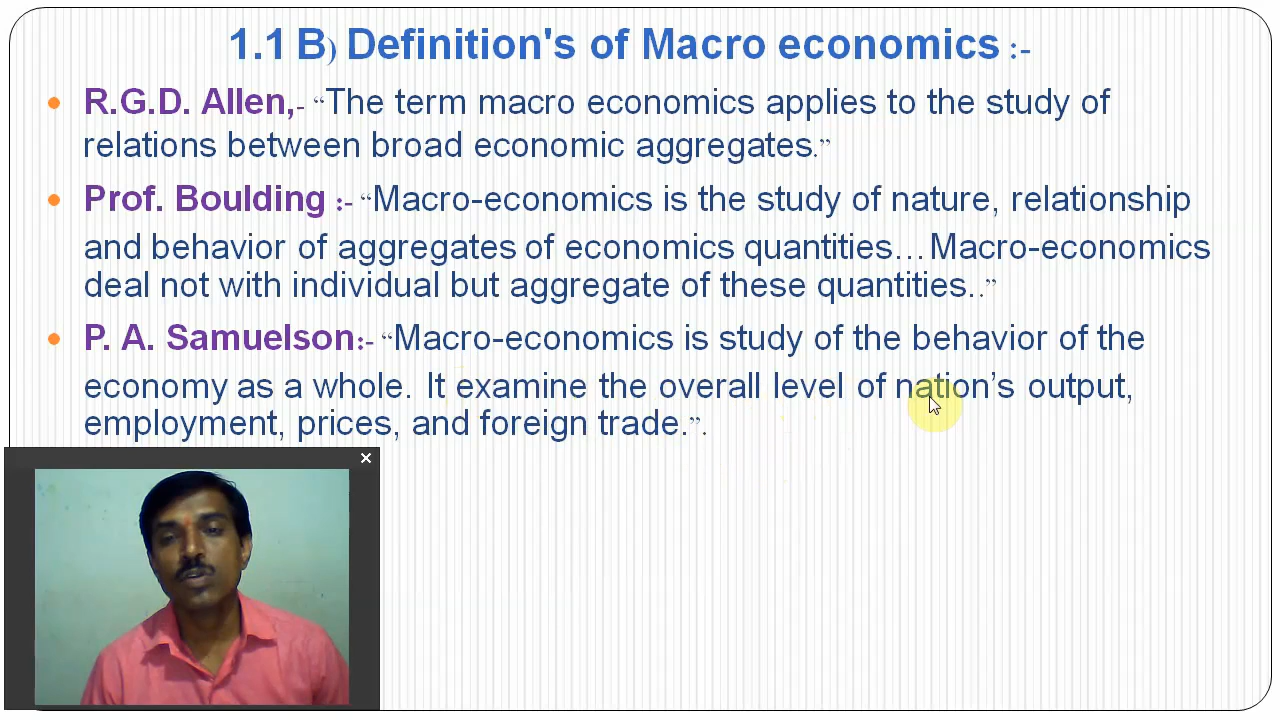 1.1 B) Definition's of Macro economics :-
• R.G.D. Allen,- “The term macro economics applies to the study of
relations between broad economic aggregates.”
• Prof. Boulding :- “Macro-economics is the study of nature, relationship
and behavior of aggregates of economics quantities…Macro-economics
deal not with individual but aggregate of these quantities..”
• P. A. Samuelson:- “Macro-economics is study of the behavior of the
economy as a whole. It examine the overall level of nation’s output,
employment, prices, and foreign trade.”.